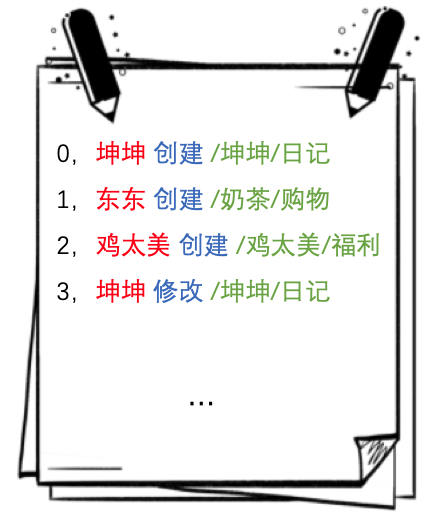 0，坤坤 创建 /坤坤/日记
1，东东 创建 /奶茶/购物
2，鸡太美 创建 /鸡太美/福利
3，坤坤 修改 /坤坤/日记
...